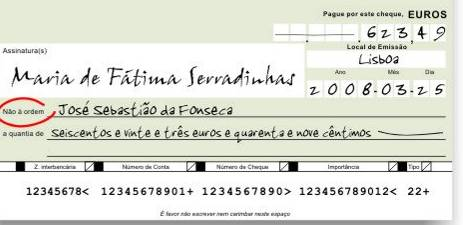 Pague por este cheque, EUROS
623,49
Local de Emissão
Lisboa
Assinatura(s)
Maria de Fátima Serradinhas
Ano Mês Dia
2008-03-25
Não à ordem José Sebastião da Fonseca
a quantia de Seiscentos e vinte e três euros e quarenta e nove cêntimos
Z. Interbancária Número de Conta Número de Cheque Importância Tipo
12345678< 12345678901+ 1234567890> 123456789012< 22+
É favor não escrever nem carimbar neste espaço